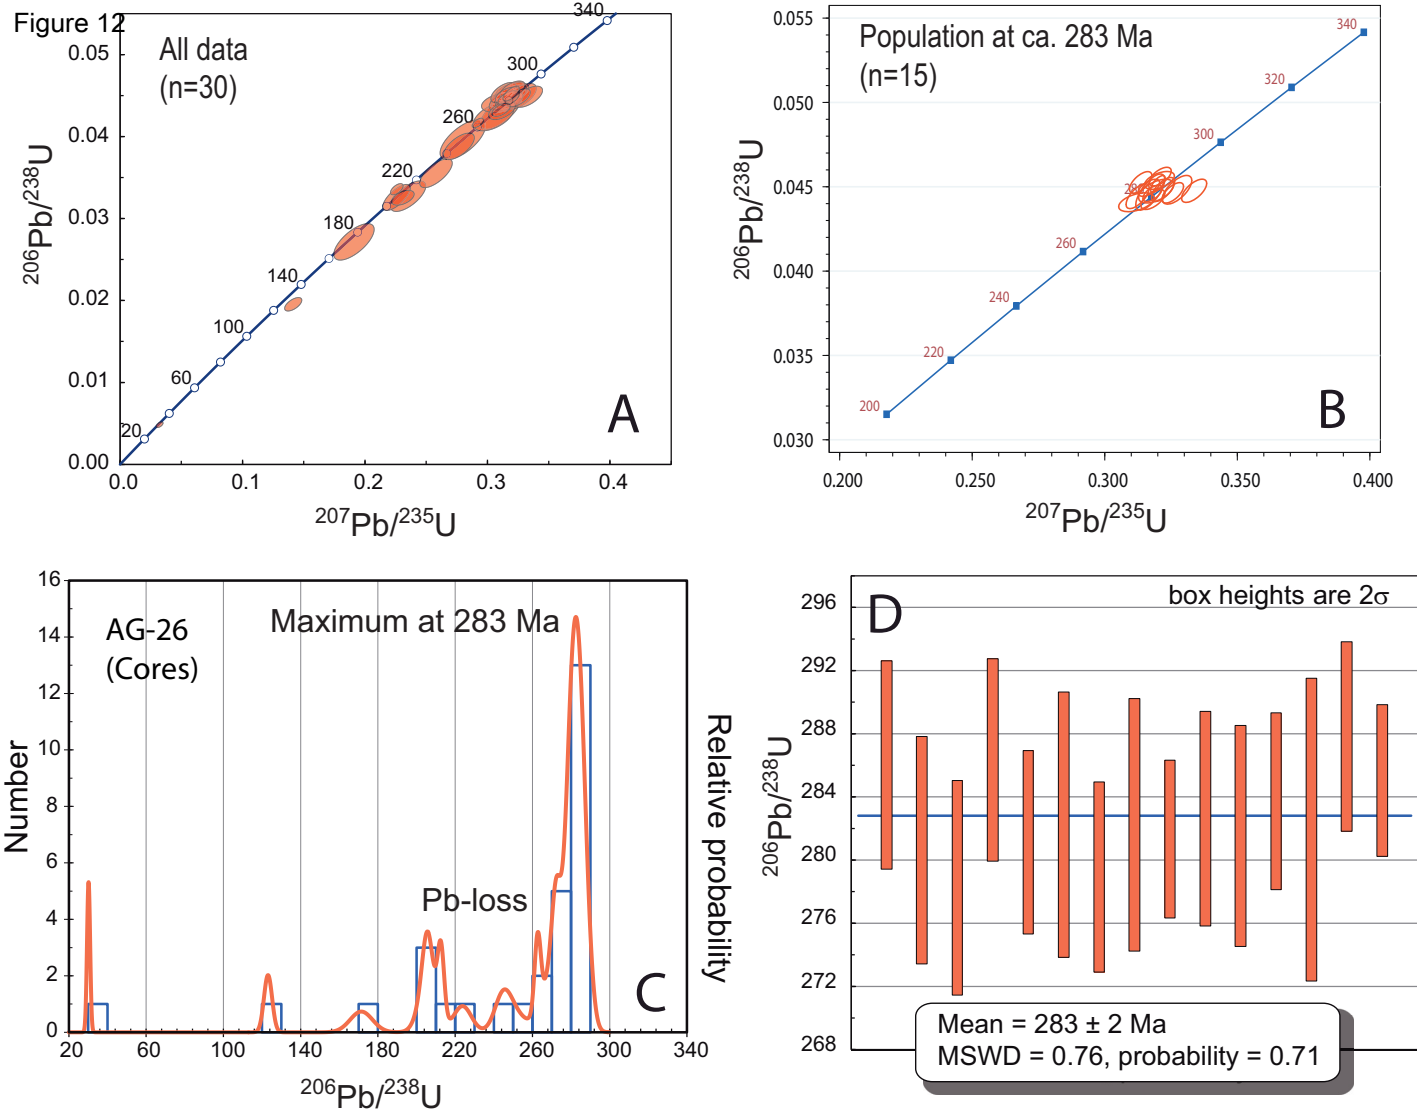 Figure 12
All data
(n=30)
340
300
260
220
180
140
100
60
20
0.05
0.04
0.03
0.02
0.01
0.00
0.0 0.1 0.2 0.3 0.4
206Pb/238U
207Pb/235U
A
Population at ca. 283 Ma
(n=15)
340
320
300
280
260
240
220
200
0.055
0.050
0.045
0.040
0.035
0.030
0.200 0.250 0.300 0.350 0.400
206Pb/238U
207Pb/235U
B
AG-26
(Cores)
Maximum at 283 Ma
Pb-loss
16
14
12
10
8
6
4
2
0
20 60 100 140 180 220 260 300 340
Number
Relative probability
206Pb/238U
C
D
box heights are 2σ
296
292
288
284
280
276
272
268
206Pb/238U
Mean = 283 ± 2 Ma
MSWD = 0.76, probability = 0.71